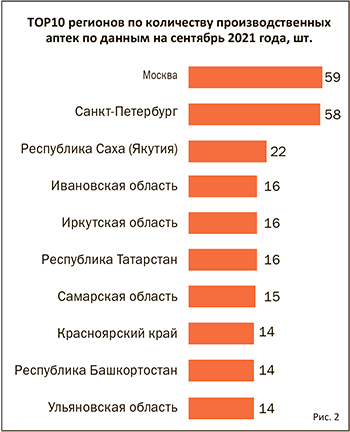 TOP10 регионов по количеству производственных
аптек по данным на сентябрь 2021 года, шт.
Москва 59
Санкт-Петербург 58
Республика Саха (Якутия) 22
Ивановская область 16
Иркутская область 16
Республика Татарстан 16
Самарская область 15
Красноярский край 14
Республика Башкортостан 14
Ульяновская область 14
Рис. 2